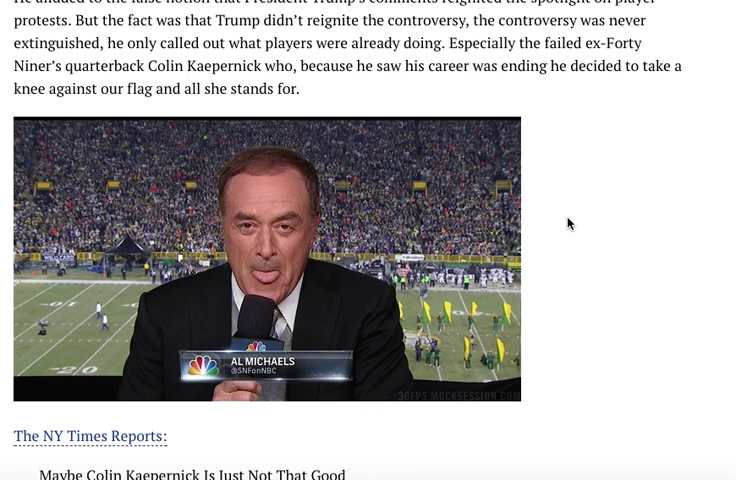 He alluded to the false notion that President Trump's comments reignited the spotlight on player
protests. But the fact was that Trump didn’t reignite the controversy, the controversy was never
extinguished, he only called out what players were already doing. Especially the failed ex-Forty
Niner’s quarterback Colin Kaepernick who, because he saw his career was ending he decided to take a
knee against our flag and all she stands for.
AL MICHAELS
@SNFonNBC
30FPS.MOCKSESSION.COM
The NY Times Reports:
Maybe Colin Kaepernick Is Just Not That Good